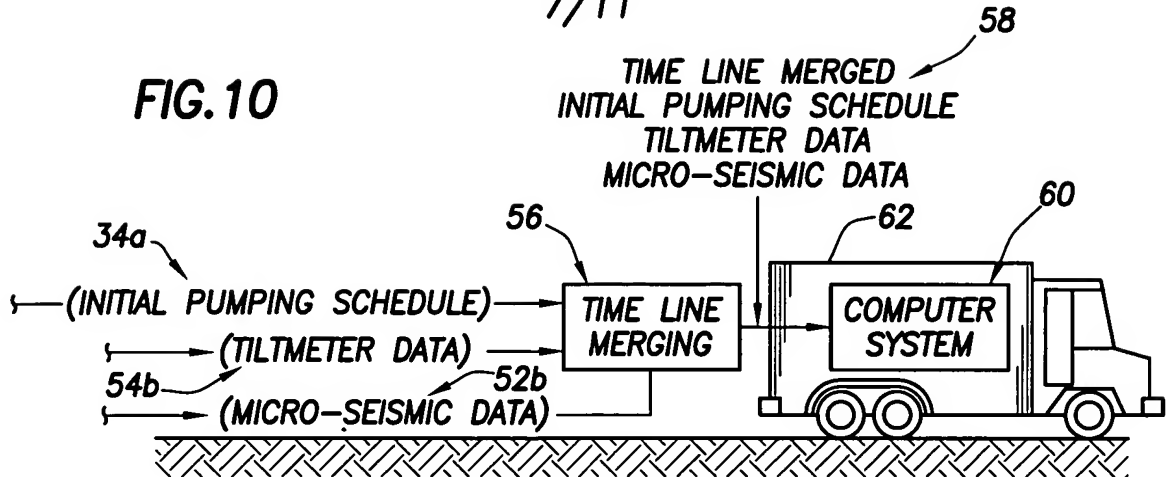 58
FIG.10
TIME LINE MERGED
INITIAL PUMPING SCHEDULE
TILTMETER DATA
MICRO-SEISMIC DATA
34a
56
62
60
(INITIAL PUMPING SCHEDULE)
TIME LINE
MERGING
COMPUTER
SYSTEM
(TILTMETER DATA)
54b
52b
(MICRO-SEISMIC DATA)